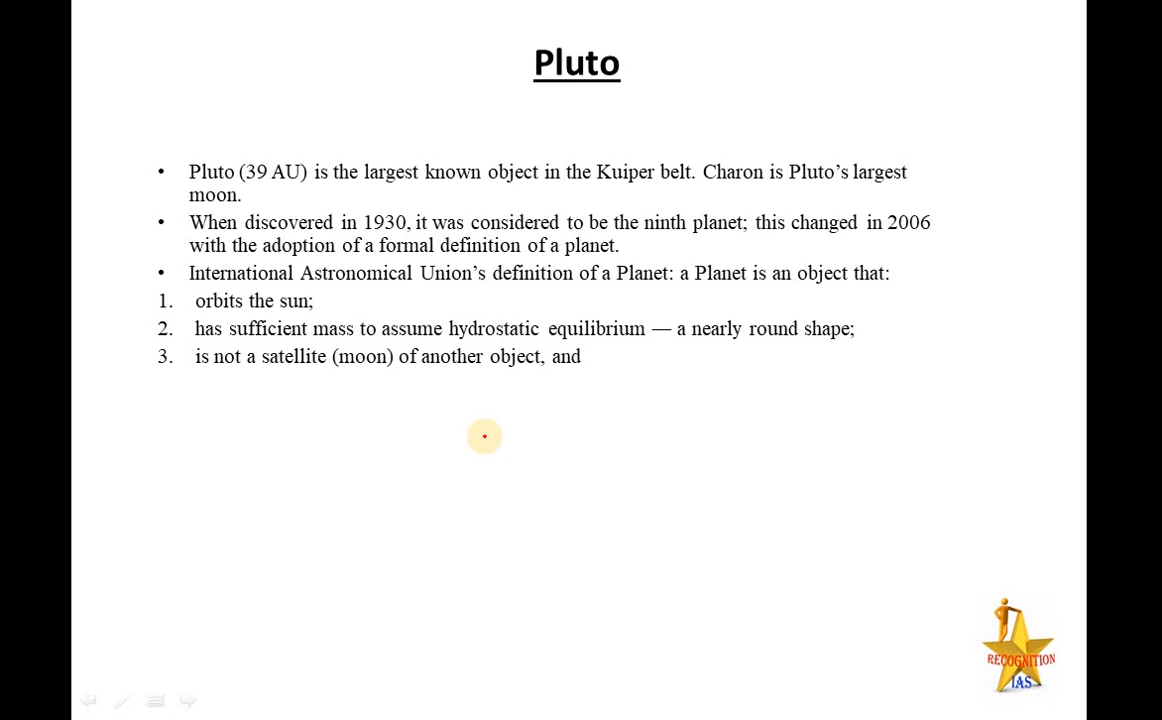 Pluto
• Pluto (39 AU) is the largest known object in the Kuiper belt. Charon is Pluto’s largest
moon.
• When discovered in 1930, it was considered to be the ninth planet; this changed in 2006
with the adoption of a formal definition of a planet.
• International Astronomical Union’s definition of a Planet: a Planet is an object that:
1. orbits the sun;
2. has sufficient mass to assume hydrostatic equilibrium — a nearly round shape;
3. is not a satellite (moon) of another object, and
RECOGNITION
IAS